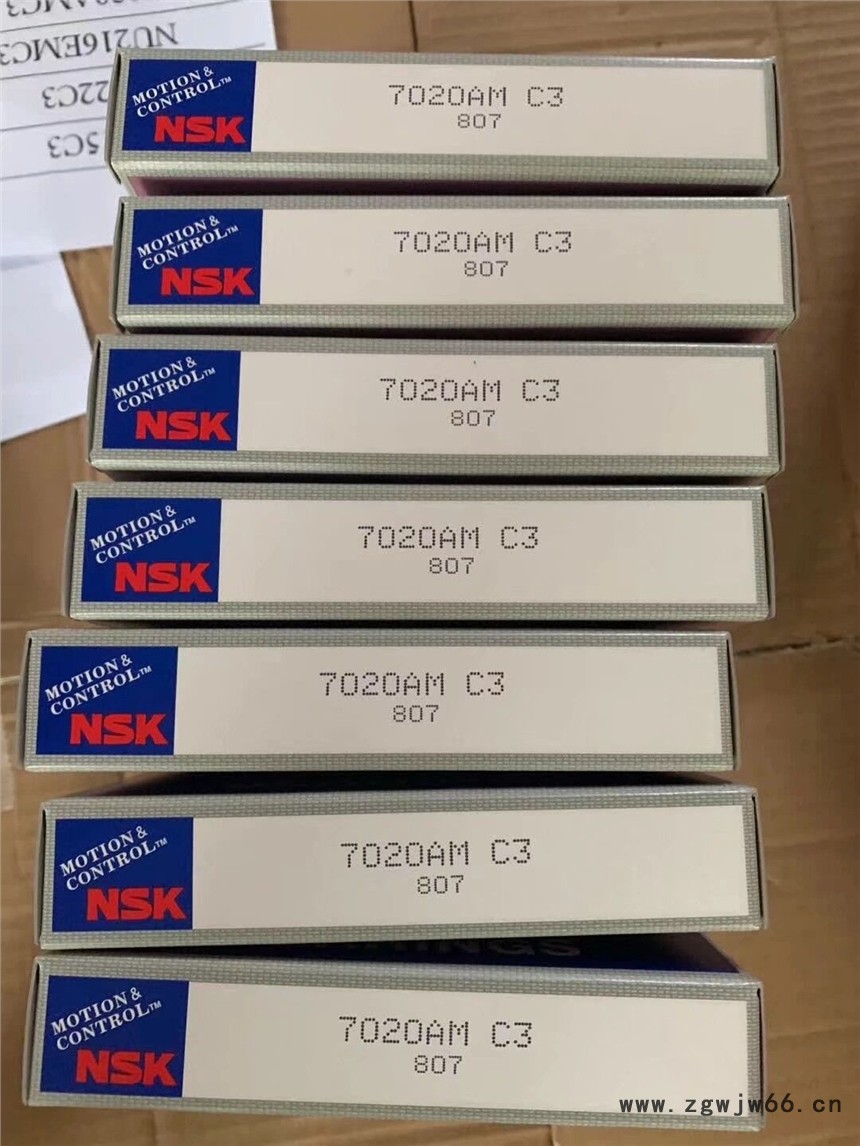 NU216EMC3
22C3
5C3
MOTION &
CONTROL™
NSK
7020AM C3
807
MOTION &
CONTROL™
NSK
7020AM C3
807
MOTION &
CONTROL™
NSK
7020AM C3
807
MOTION &
CONTROL™
NSK
7020AM C3
807
MOTION &
CONTROL™
NSK
7020AM C3
807
MOTION &
CONTROL™
NSK
7020AM C3
807
MOTION &
CONTROL™
NSK
7020AM C3
807
www.zgwjw66.cn